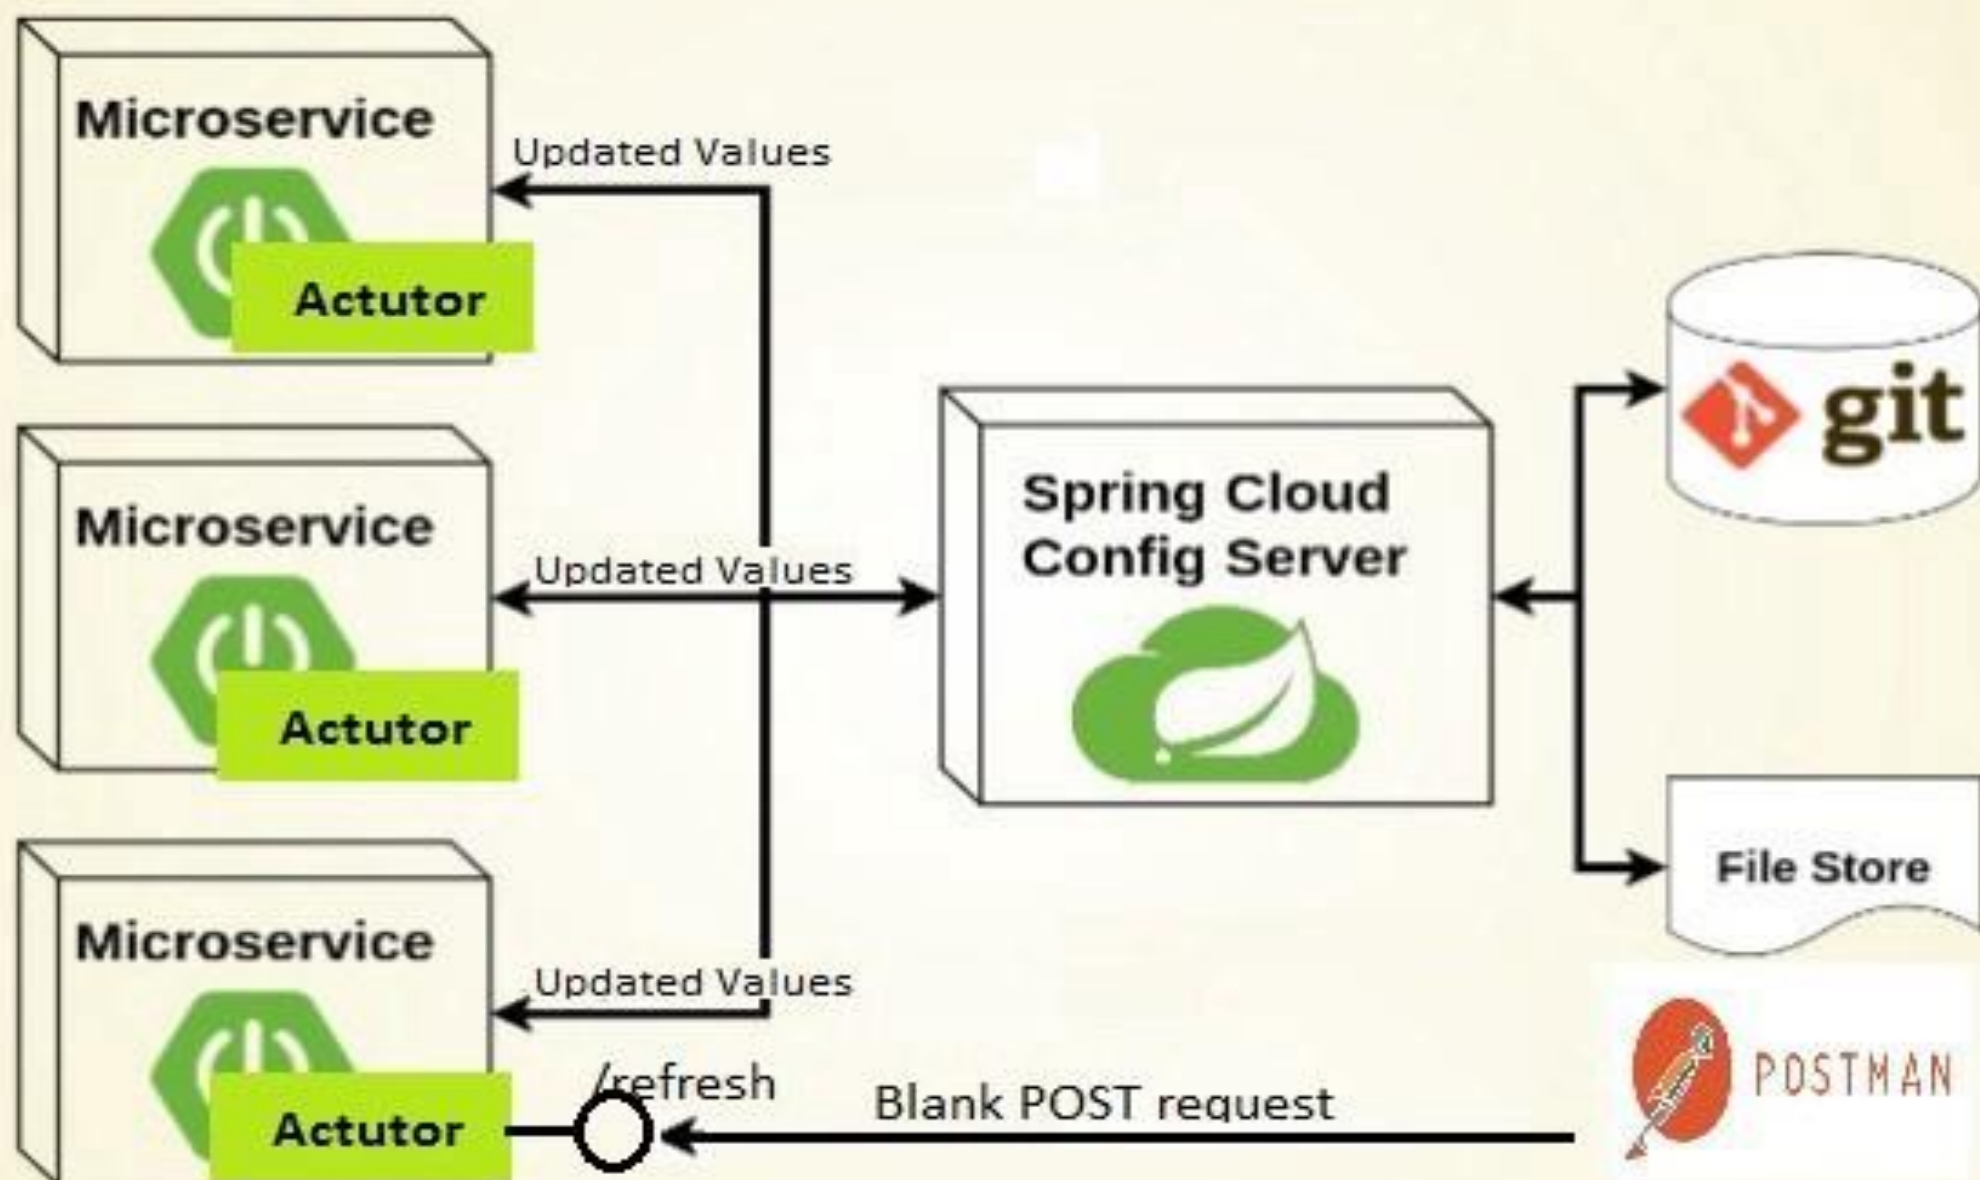 Microservice
Actutor
Updated Values
Microservice
Actutor
Updated Values
Spring Cloud
Config Server
git
File Store
Microservice
Actutor
Updated Values
/refresh
Blank POST request
POSTMAN